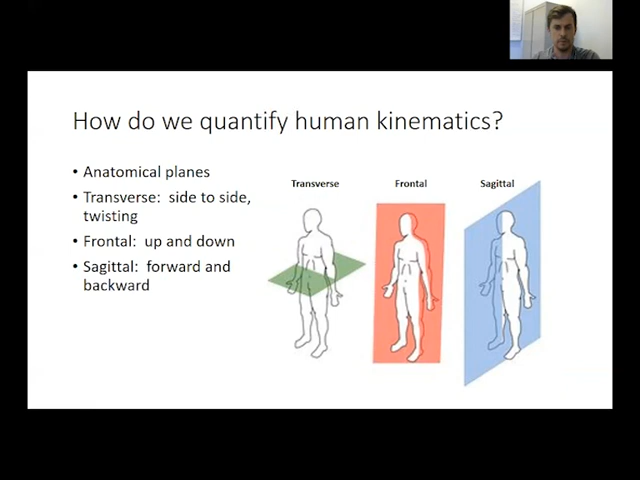 How do we quantify human kinematics?
• Anatomical planes
• Transverse: side to side,
twisting
• Frontal: up and down
• Sagittal: forward and
backward
Transverse
Frontal
Sagittal